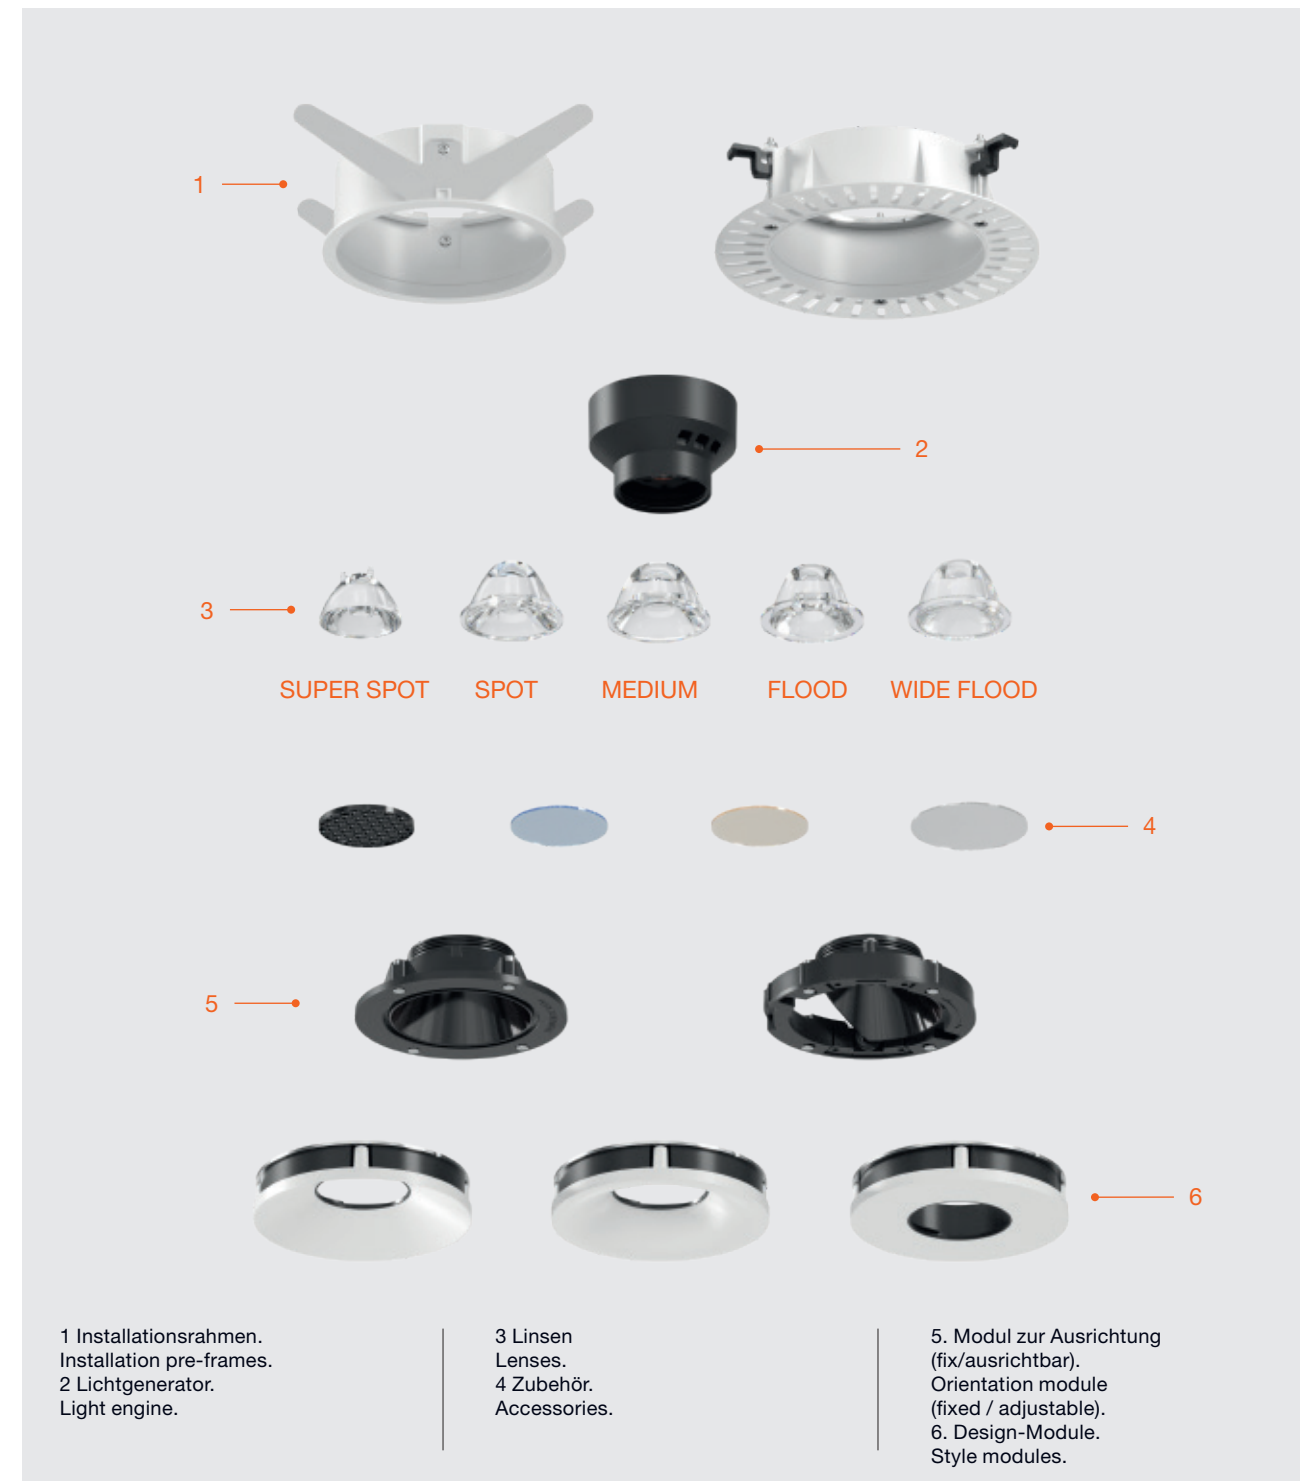 1
2
3
SUPER SPOT
SPOT
MEDIUM
FLOOD
WIDE FLOOD
4
5
6
1 Installationsrahmen.
Installation pre-frames.
2 Lichtgenerator.
Light engine.
3 Linsen
Lenses.
4 Zubehör.
Accessories.
5. Modul zur Ausrichtung
(fix/ausrichtbar).
Orientation module
(fixed / adjustable).
6. Design-Module.
Style modules.